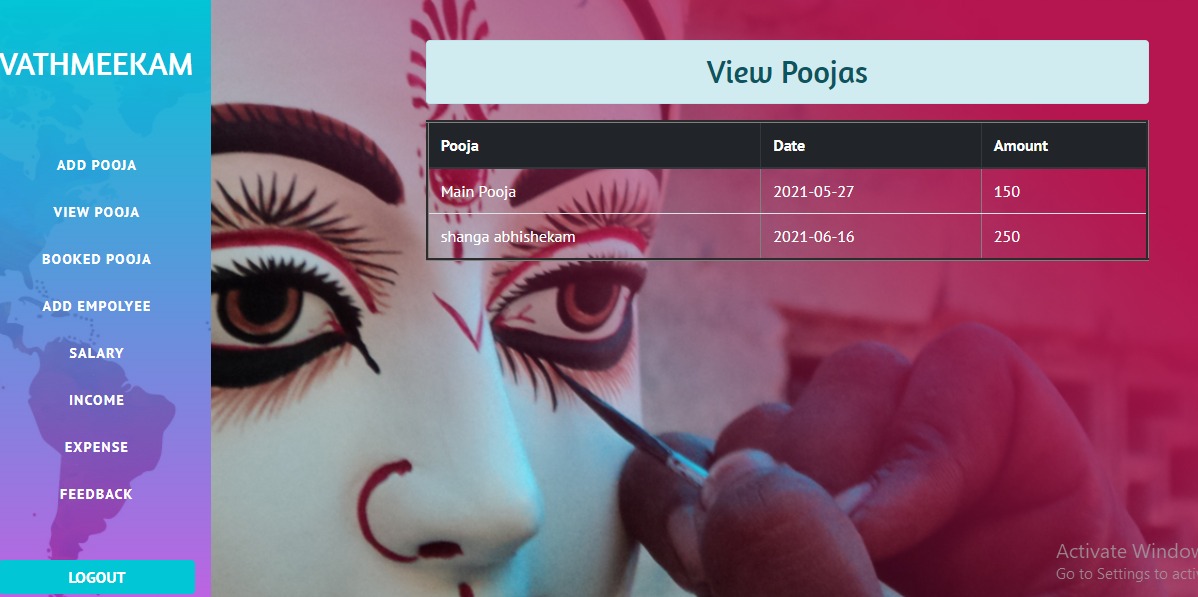 VATHMEEKAM
ADD POOJA
VIEW POOJA
BOOKED POOJA
ADD EMPOLYEE
SALARY
INCOME
EXPENSE
FEEDBACK
LOGOUT
View Poojas
Pooja Date Amount
Main Pooja 2021-05-27 150
shanga abhishekam 2021-06-16 250
Activate Window
Go to Settings to acti